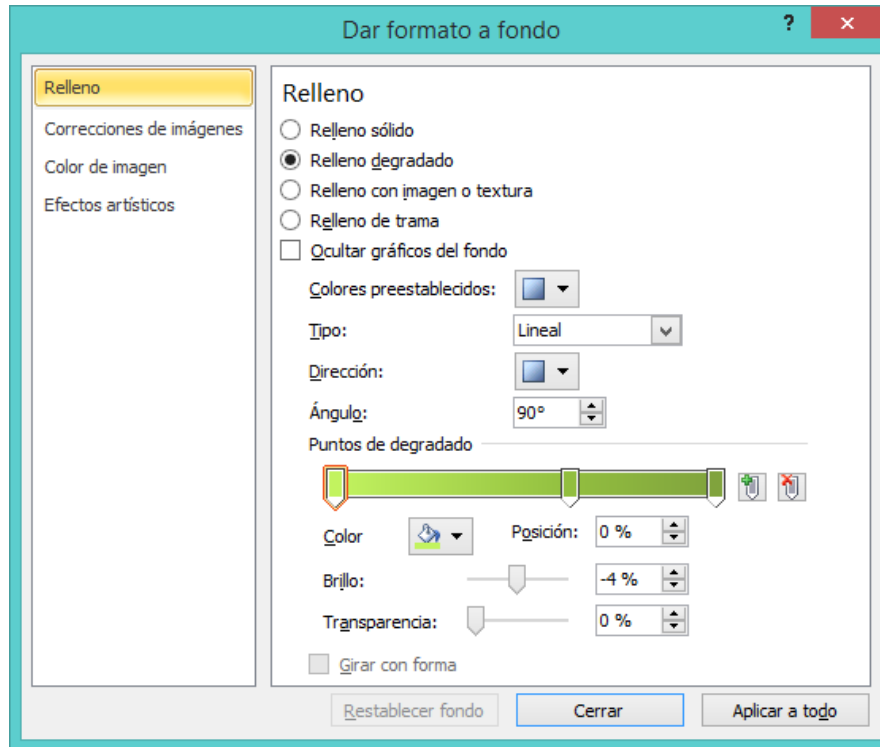 Dar formato a fondo
? ×
Relleno
Correcciones de imágenes
Color de imagen
Efectos artísticos
Relleno
Relleno sólido
Relleno degradado
Relleno con imagen o textura
Relleno de trama
Ocultar gráficos del fondo
Colores preestablecidos:
Tipo: Lineal
Dirección:
Ángulo: 90°
Puntos de degradado
Color Posición: 0 %
Brillo: -4 %
Transparencia: 0 %
Girar con forma
Restablecer fondo Cerrar Aplicar a todo